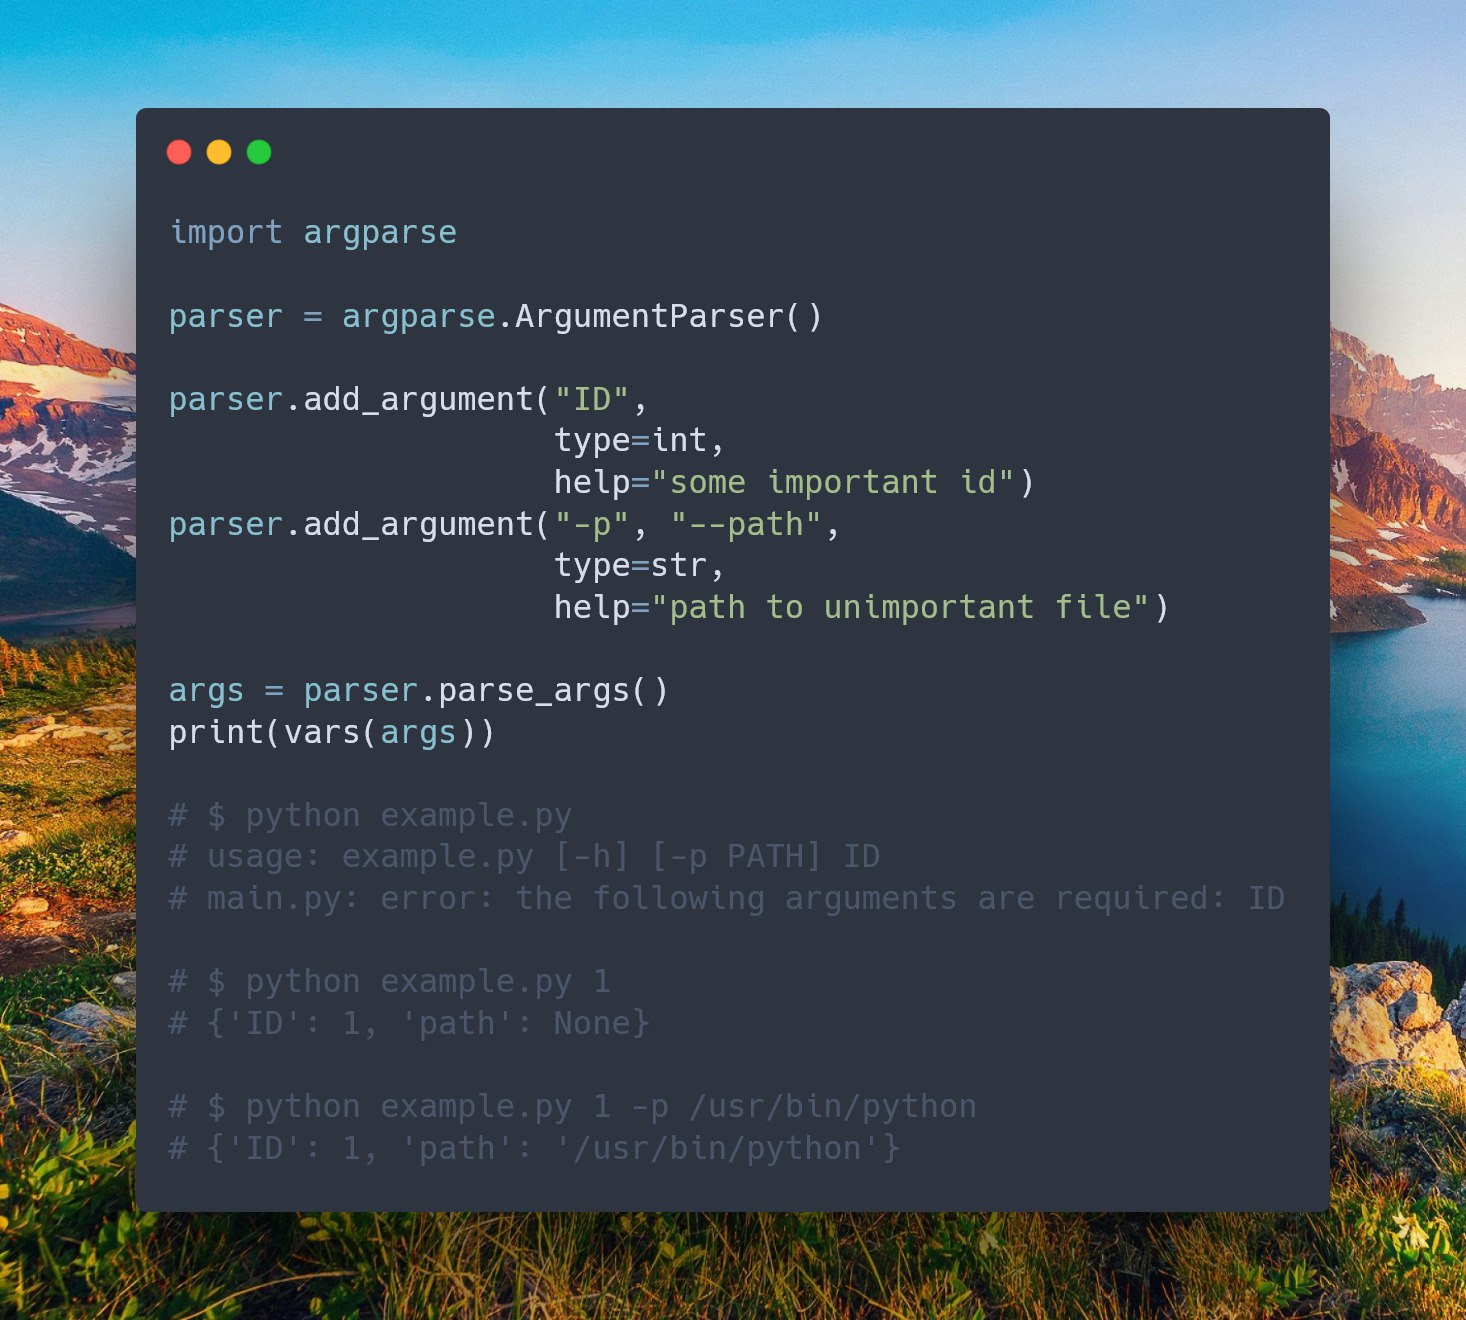 import argparse
parser = argparse.ArgumentParser()
parser.add_argument("ID",
type=int,
help="some important id")
parser.add_argument("-p", "--path",
type=str,
help="path to unimportant file")
args = parser.parse_args()
print(vars(args))
# $ python example.py
# usage: example.py [-h] [-p PATH] ID
# main.py: error: the following arguments are required: ID
# $ python example.py 1
# {'ID': 1, 'path': None}
# $ python example.py 1 -p /usr/bin/python
# {'ID': 1, 'path': '/usr/bin/python'}